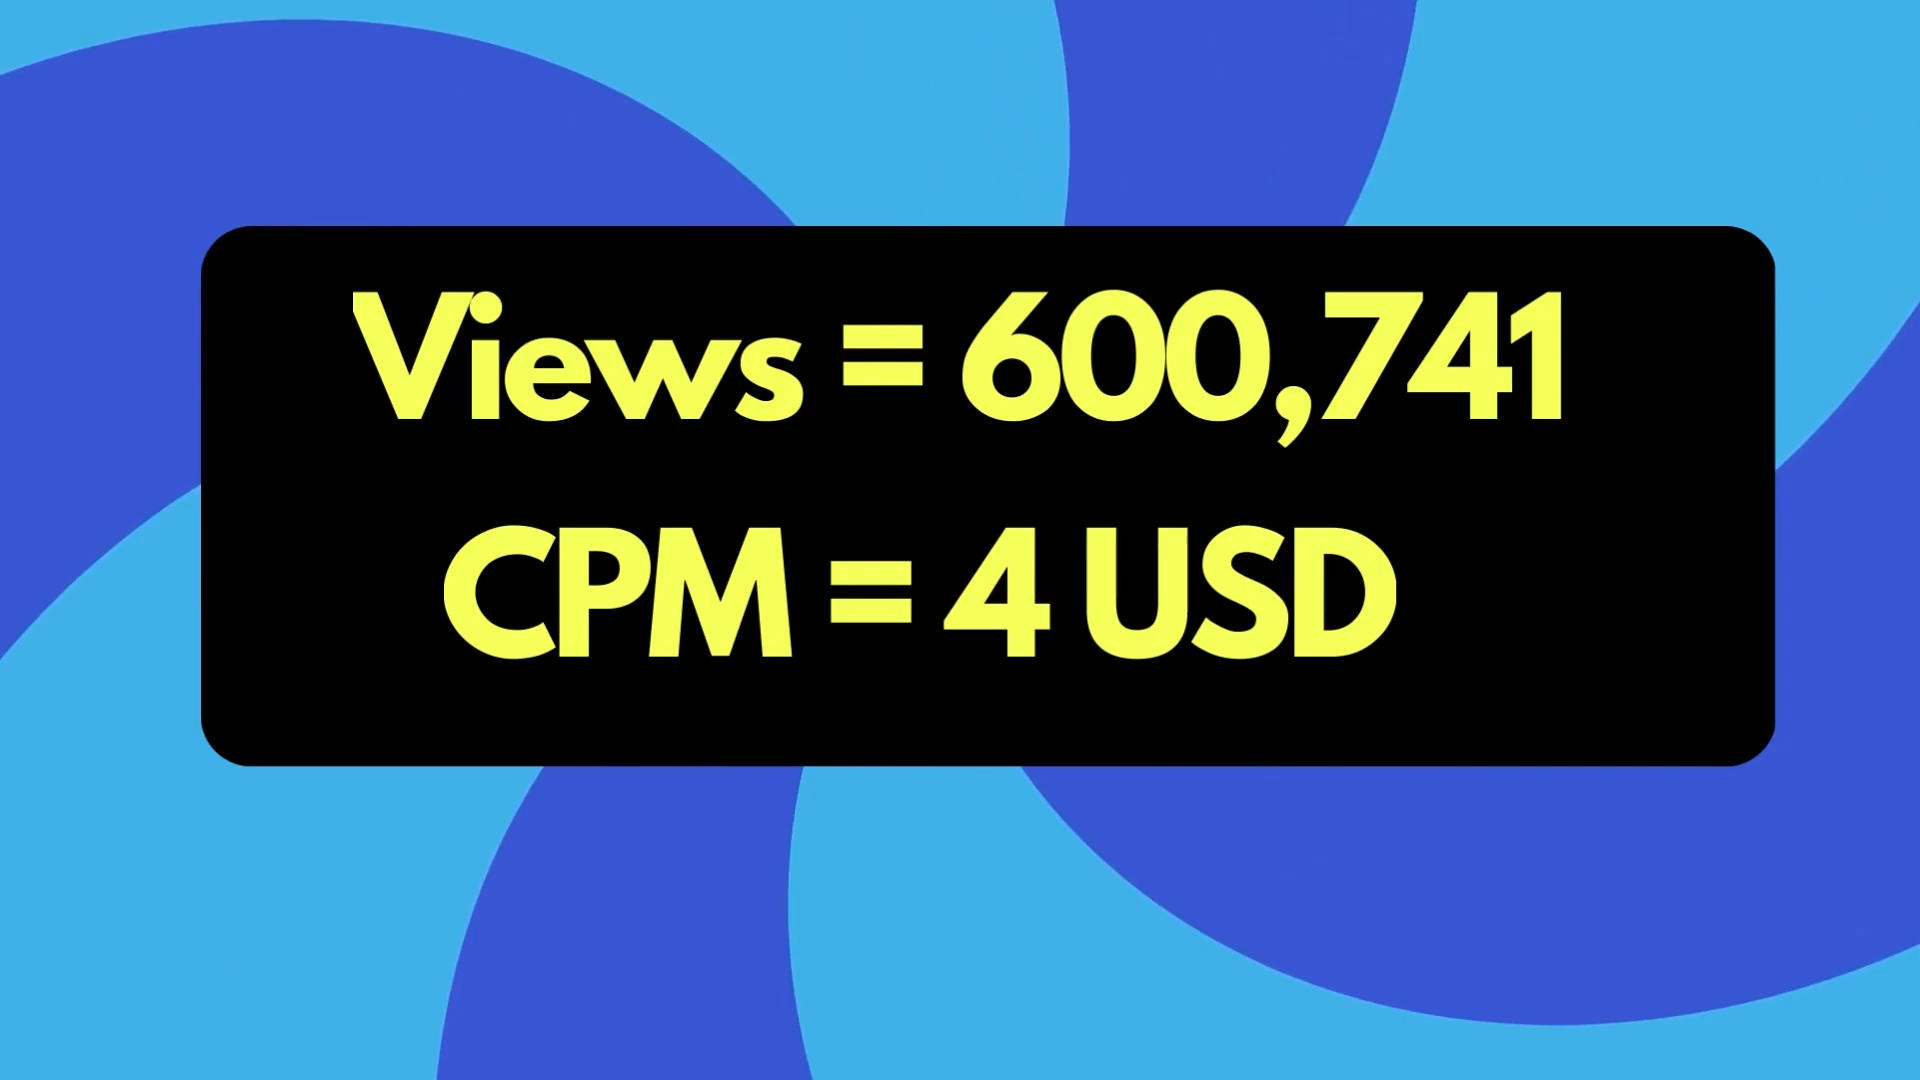 Views = 600,741
CPM = 4 USD